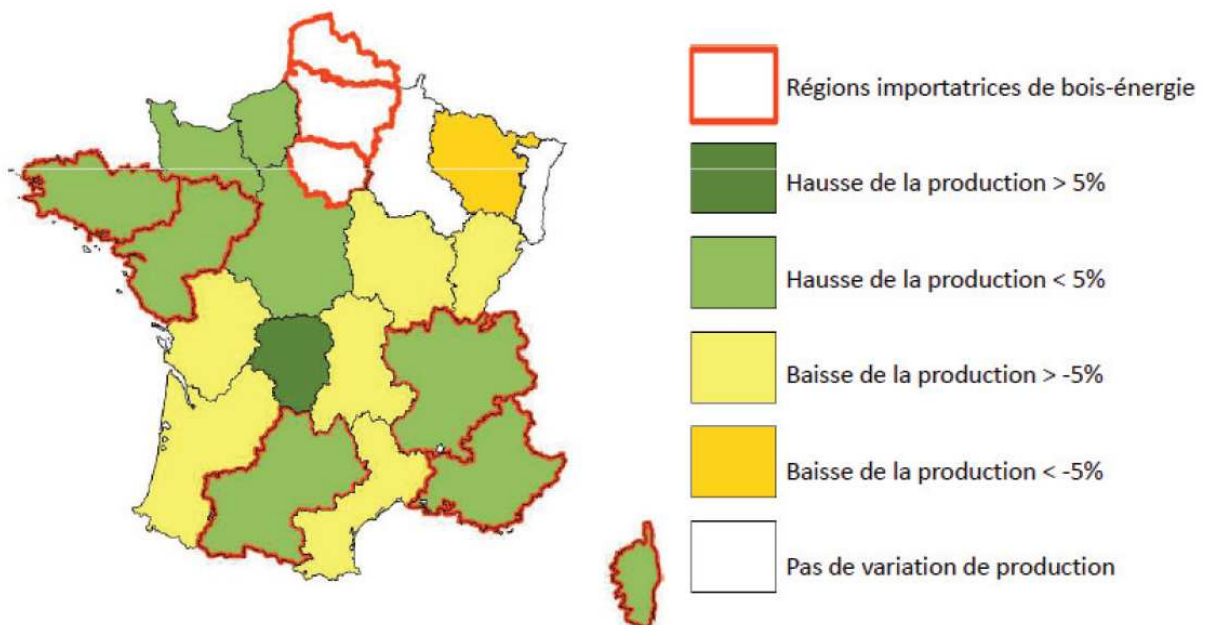 Régions importatrices de bois-énergie
Hausse de la production > 5%
Hausse de la production < 5%
Baisse de la production > -5%
Baisse de la production < -5%
Pas de variation de production